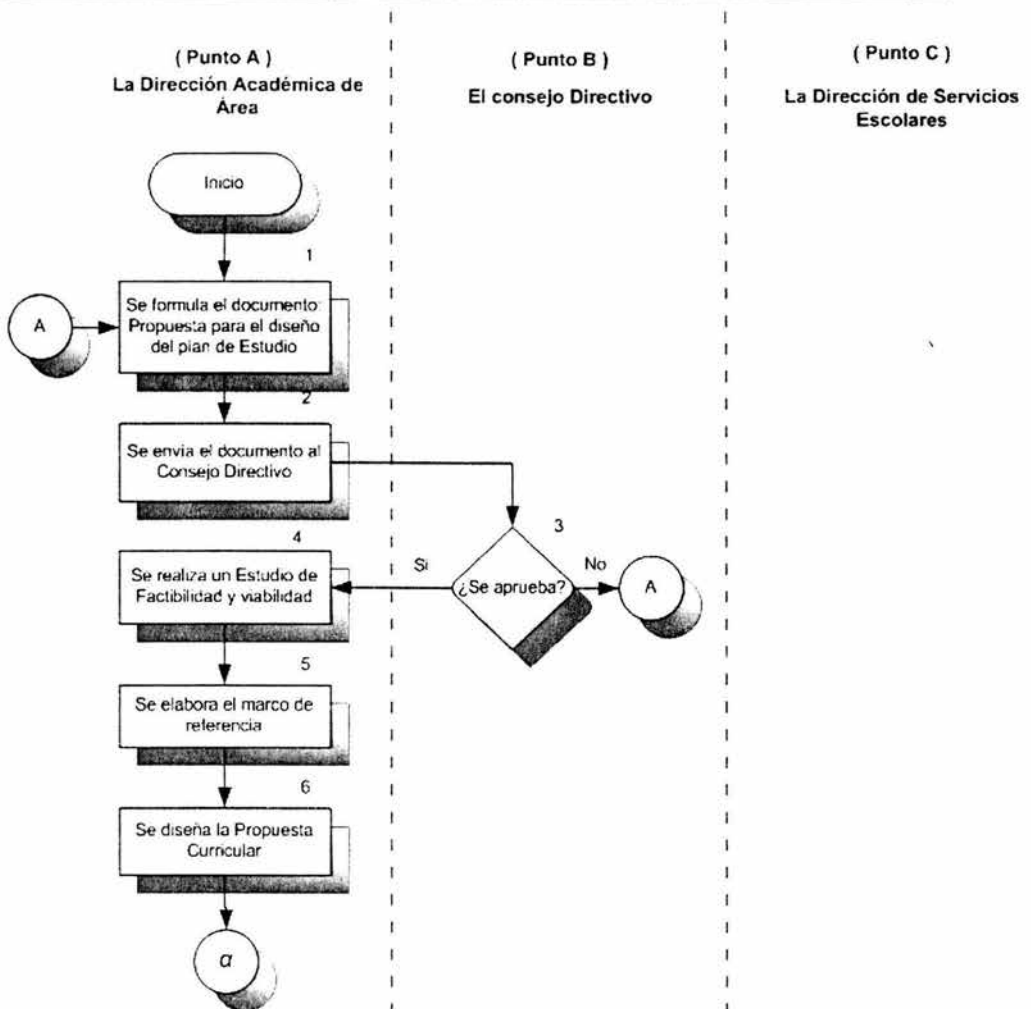 ( Punto A )
La Dirección Académica de
Área
( Punto B )
El consejo Directivo
( Punto C )
La Dirección de Servicios
Escolares
Inicio
1
A
Se formula el documento:
Propuesta para el diseño
del plan de Estudio
2
Se envia el documento al
Consejo Directivo
3
¿Se aprueba?
Si
No
A
4
Se realiza un Estudio de
Factibilidad y viabilidad
5
Se elabora el marco de
referencia
6
Se diseña la Propuesta
Curricular
α